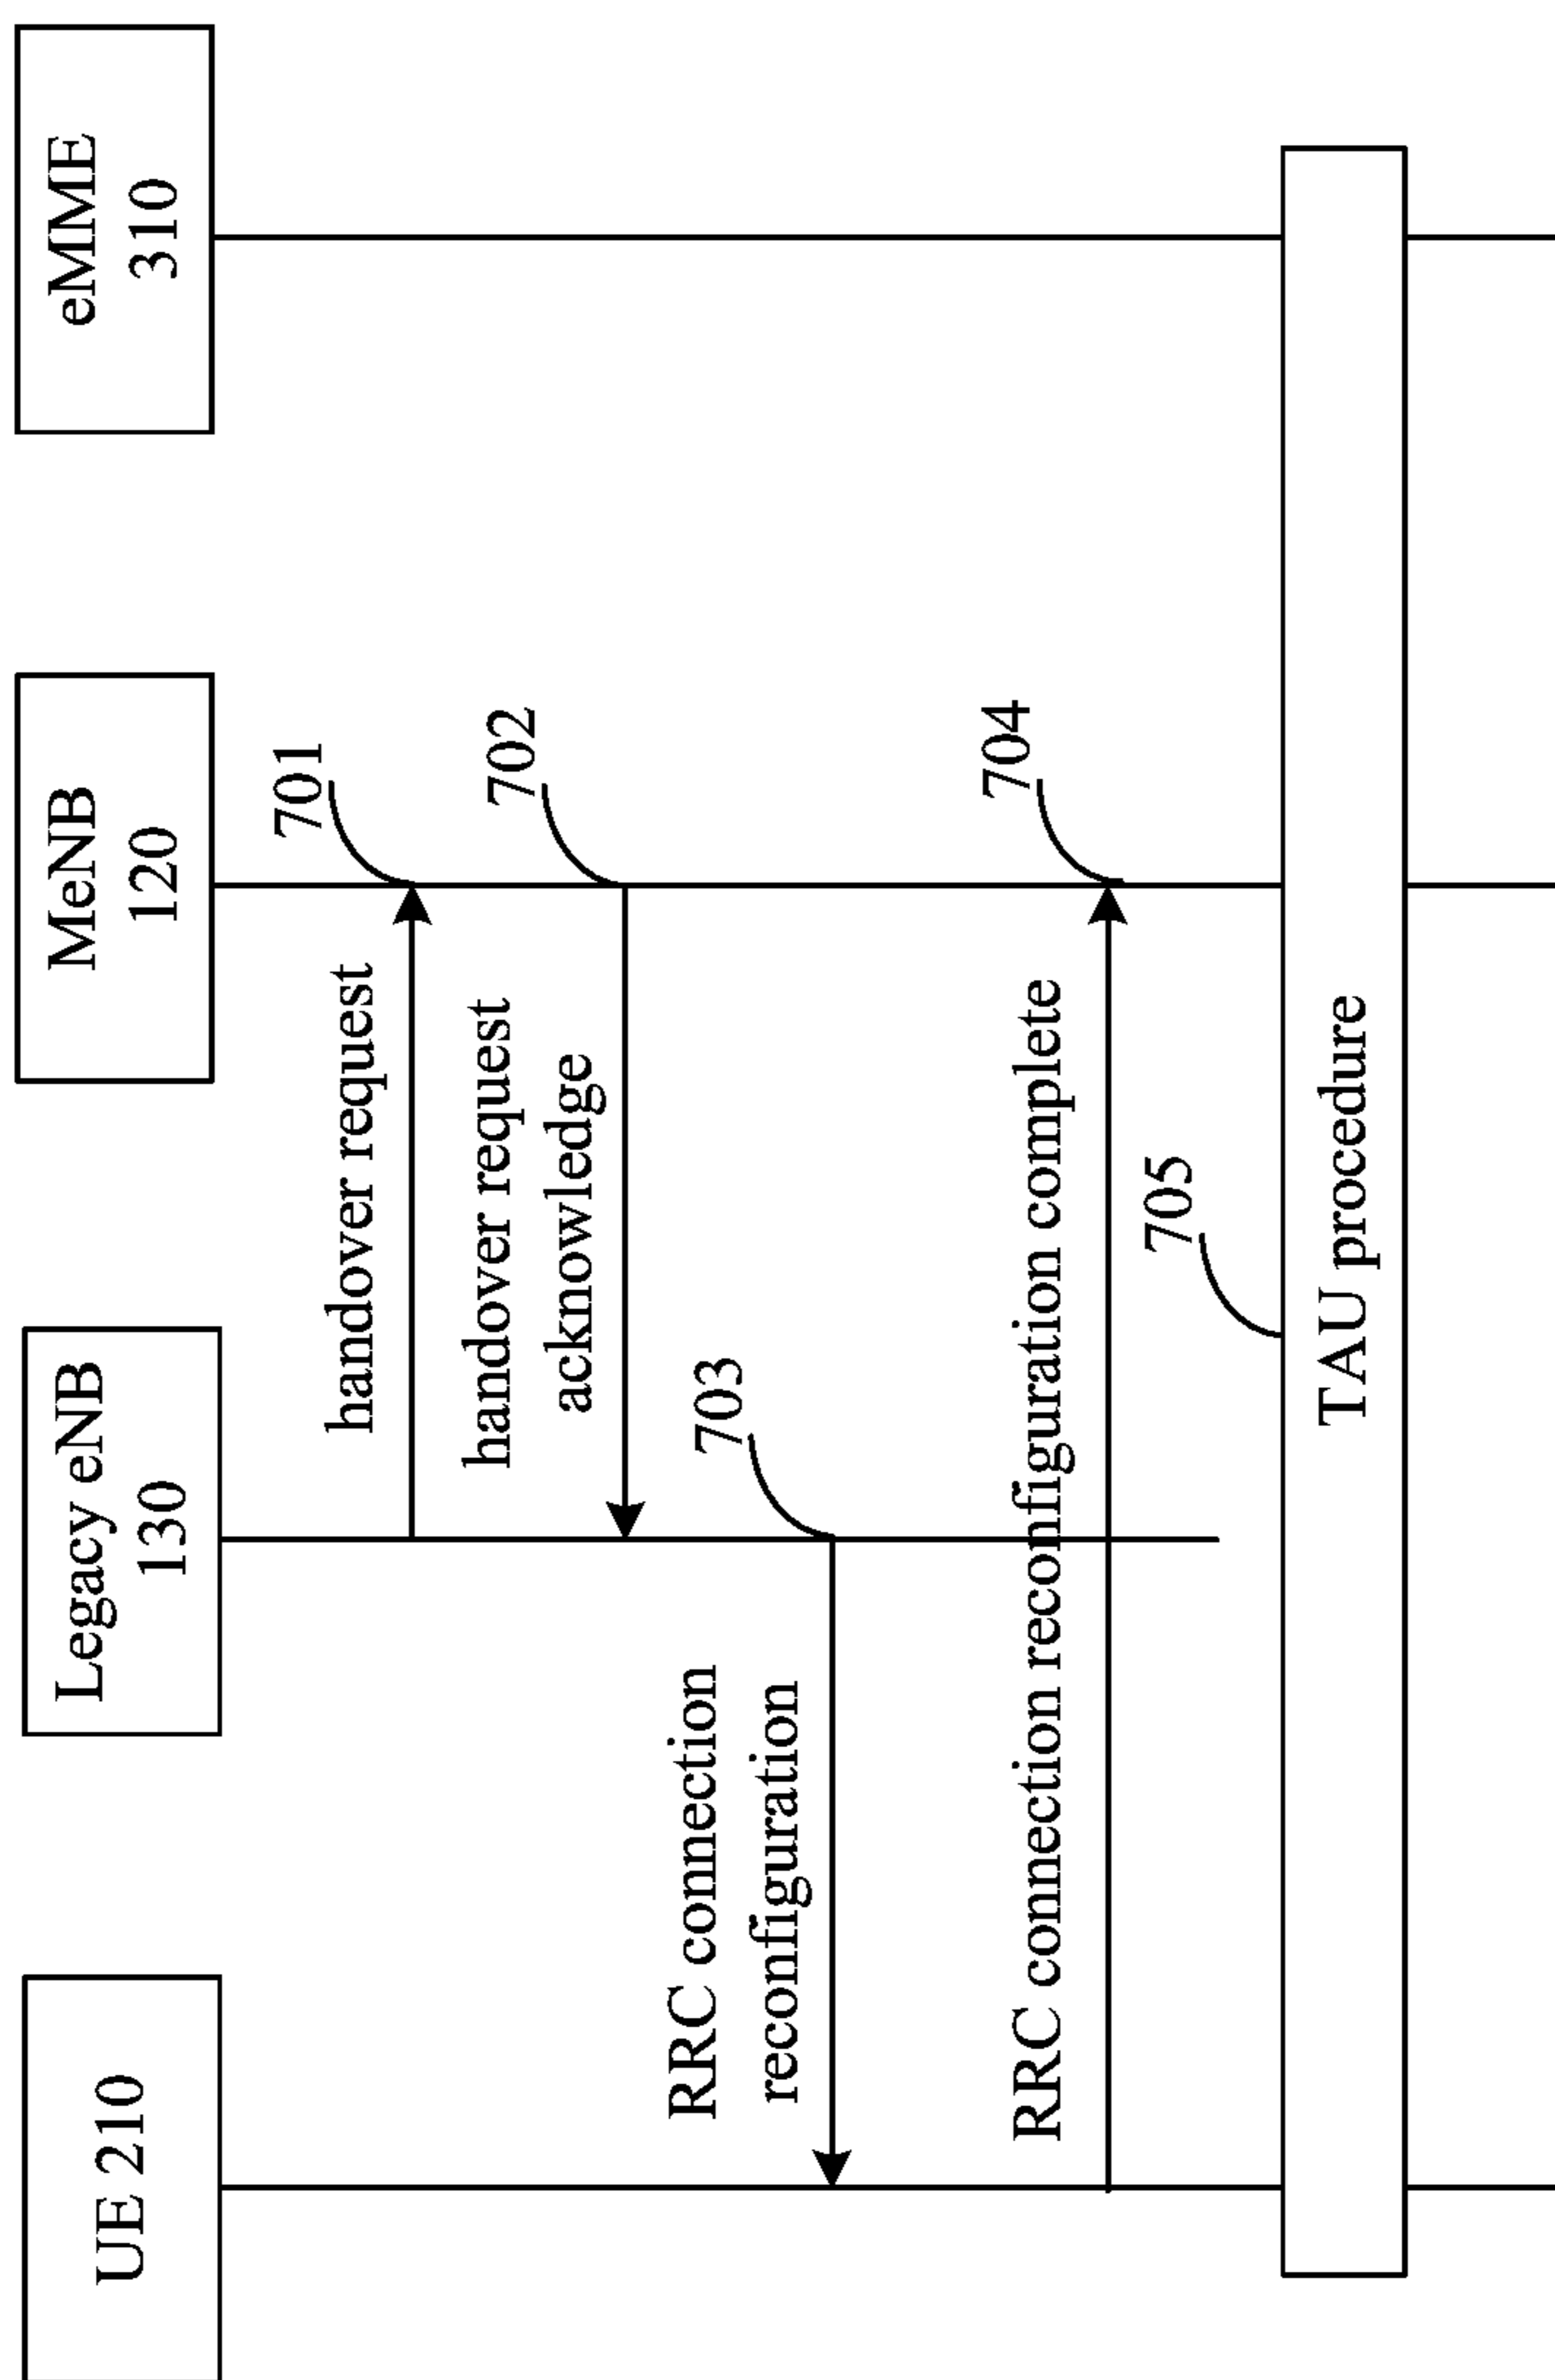 UE 210
Legacy eNB
130
MeNB
120
eMME
310
handover request
701
handover request
acknowledge
702
RRC connection
reconfiguration
703
RRC connection reconfiguration complete
704
705
TAU procedure